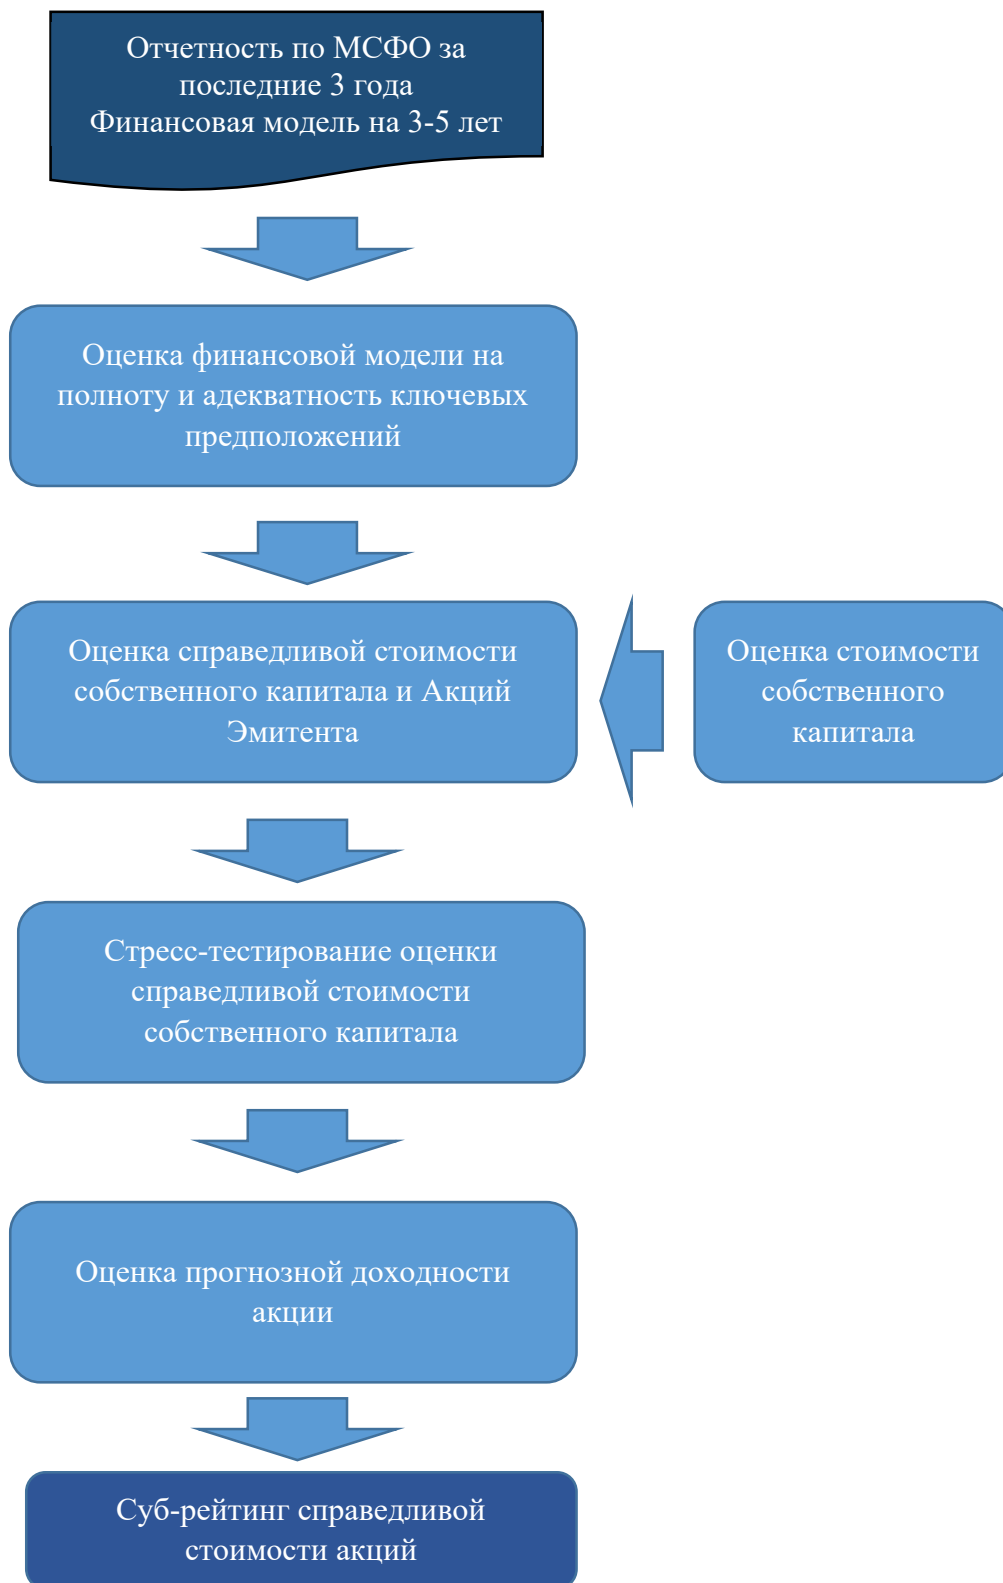 Отчетность по МСФО за
последние 3 года
Финансовая модель на 3-5 лет
Оценка финансовой модели на
полноту и адекватность ключевых
предположений
Оценка справедливой стоимости
собственного капитала и Акций
Эмитента
Оценка стоимости
собственного
капитала
Стресс-тестирование оценки
справедливой стоимости
собственного капитала
Оценка прогнозной доходности
акции
Суб-рейтинг справедливой
стоимости акций